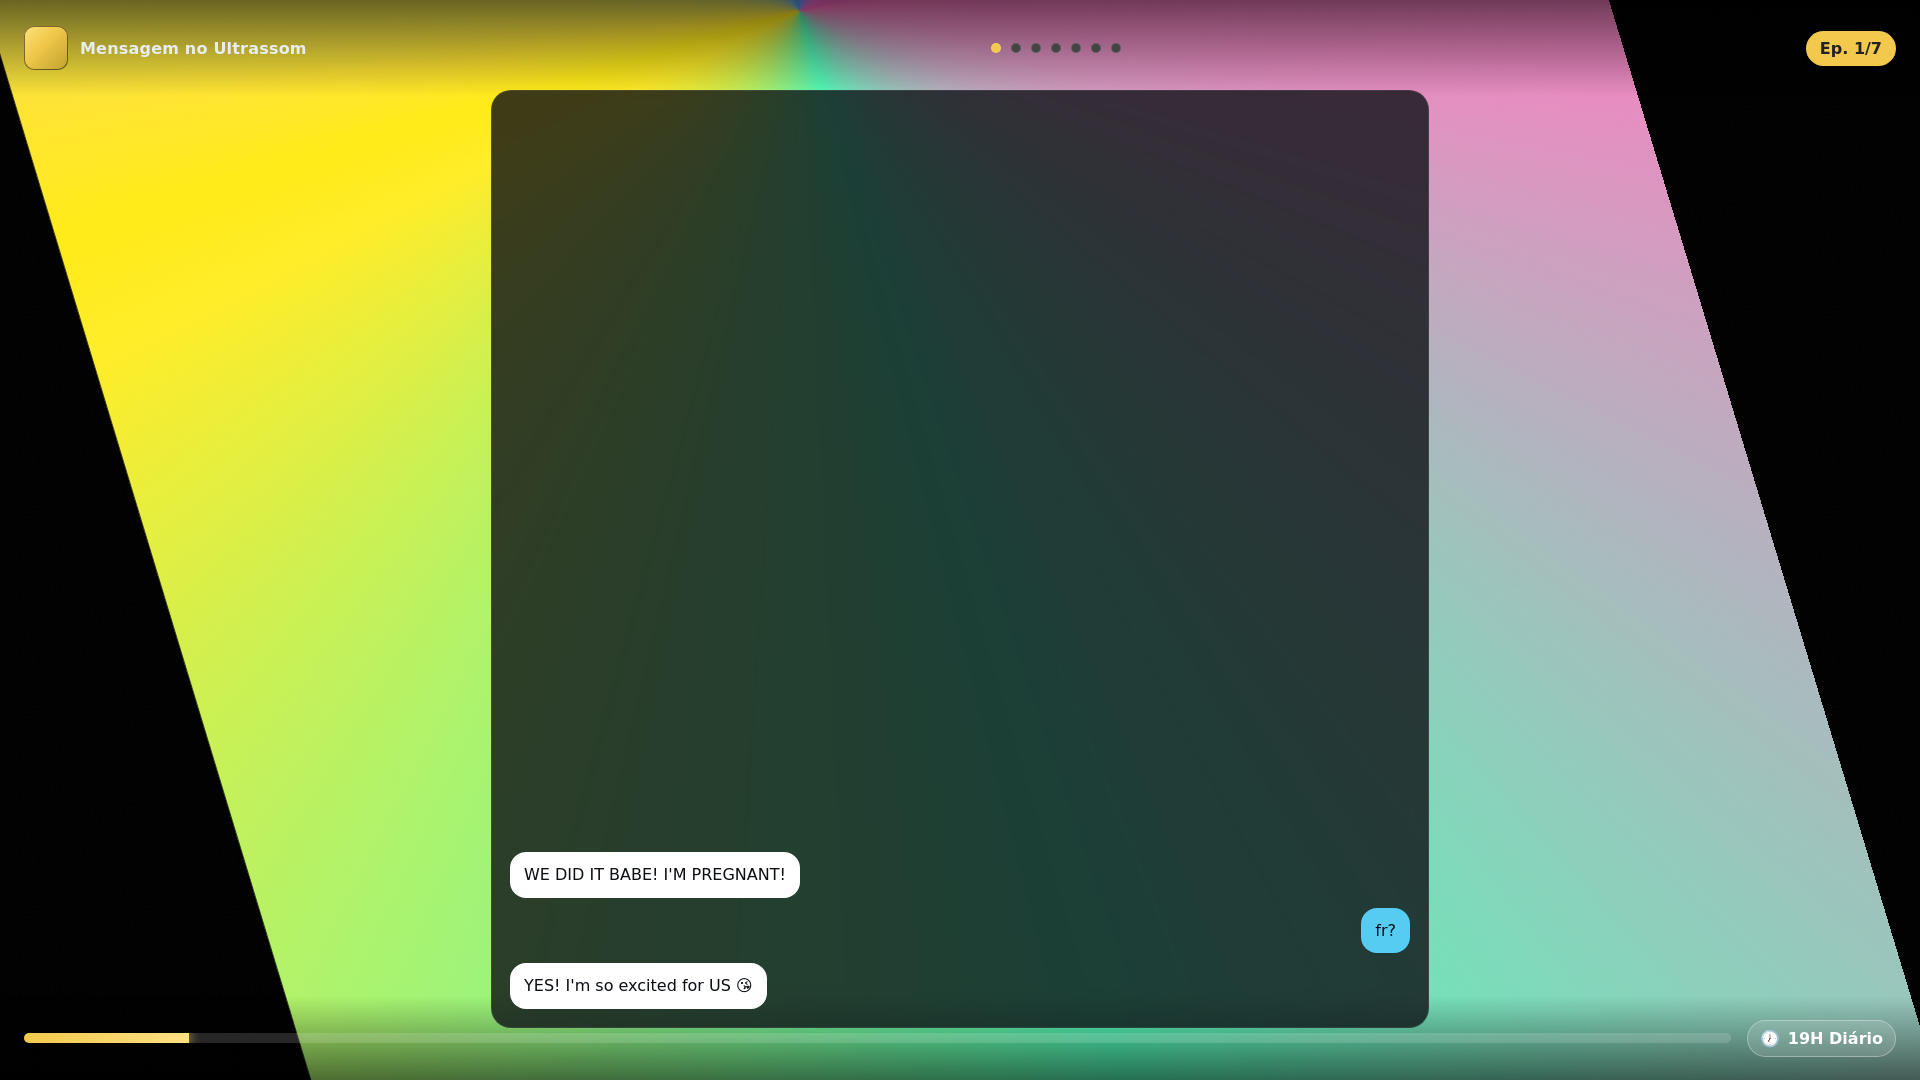 Mensagem no Ultrassom
Ep. 1/7
WE DID IT BABE! I'M PREGNANT!
fr?
YES! I'm so excited for US 😘
🕖 19H Diário